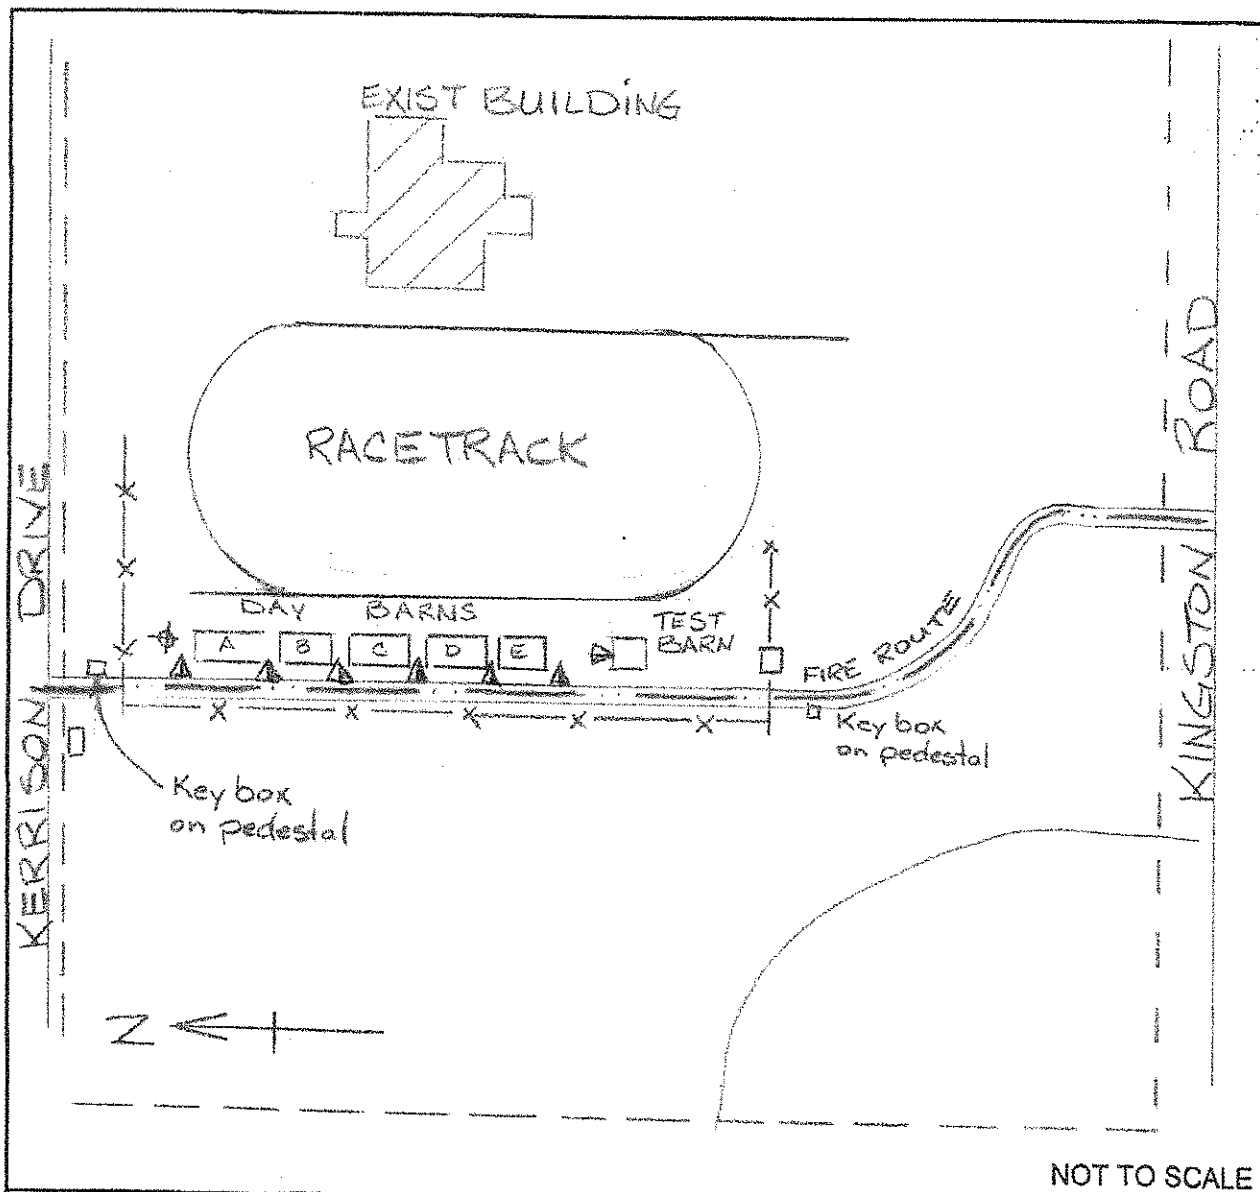 EXIST BUILDING
RACETRACK
KERRISON DRIVE
KINGSTON ROAD
DAY BARNS
A
B
C
D
E
TEST
BARN
FIRE ROUTE
Key box
on pedestal
Key box
on pedestal
N
NOT TO SCALE